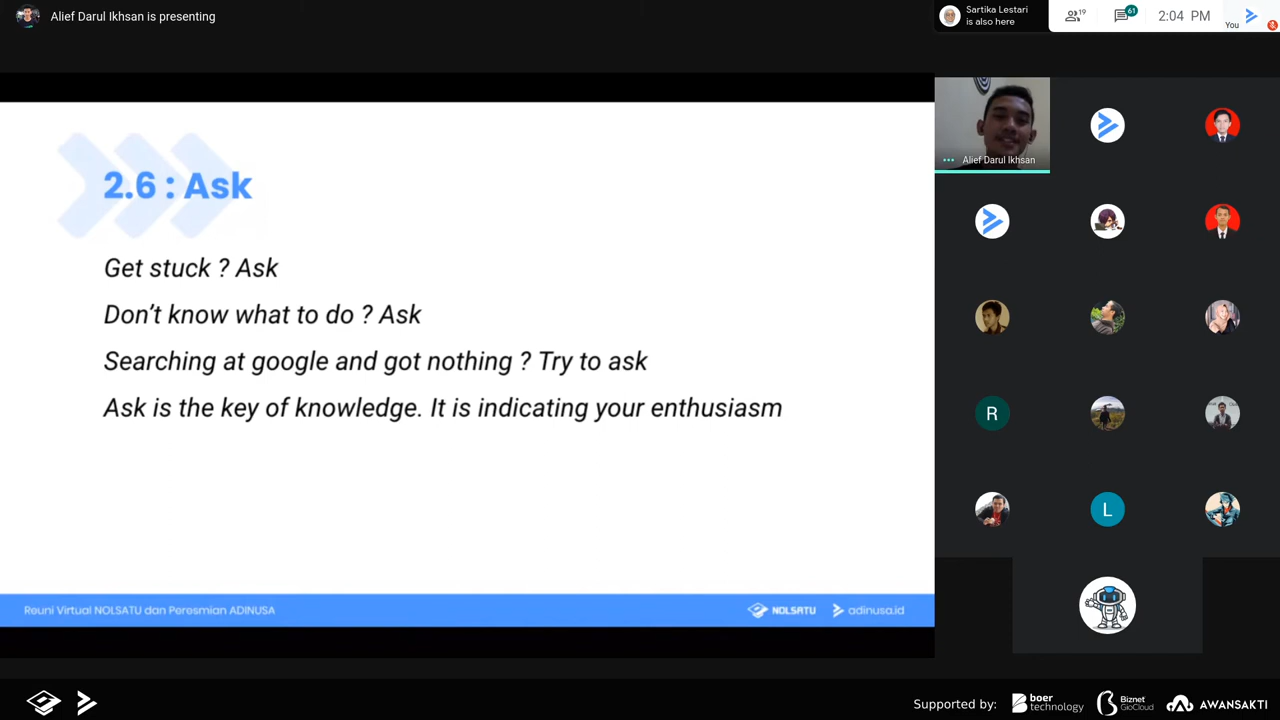 Alief Darul Ikhsan is presenting
Sartika Lestari
is also here
19
61
2:04 PM
You
2.6 : Ask
Get stuck ? Ask
Don't know what to do ? Ask
Searching at google and got nothing ? Try to ask
Ask is the key of knowledge. It is indicating your enthusiasm
Alief Darul Ikhsan
R
L
Reuni Virtual NOLSATU dan Peresmian ADINUSA
NOLSATU
adinusa.id
Supported by:
boer
technology
Biznet
GioCloud
AWANSAKTI